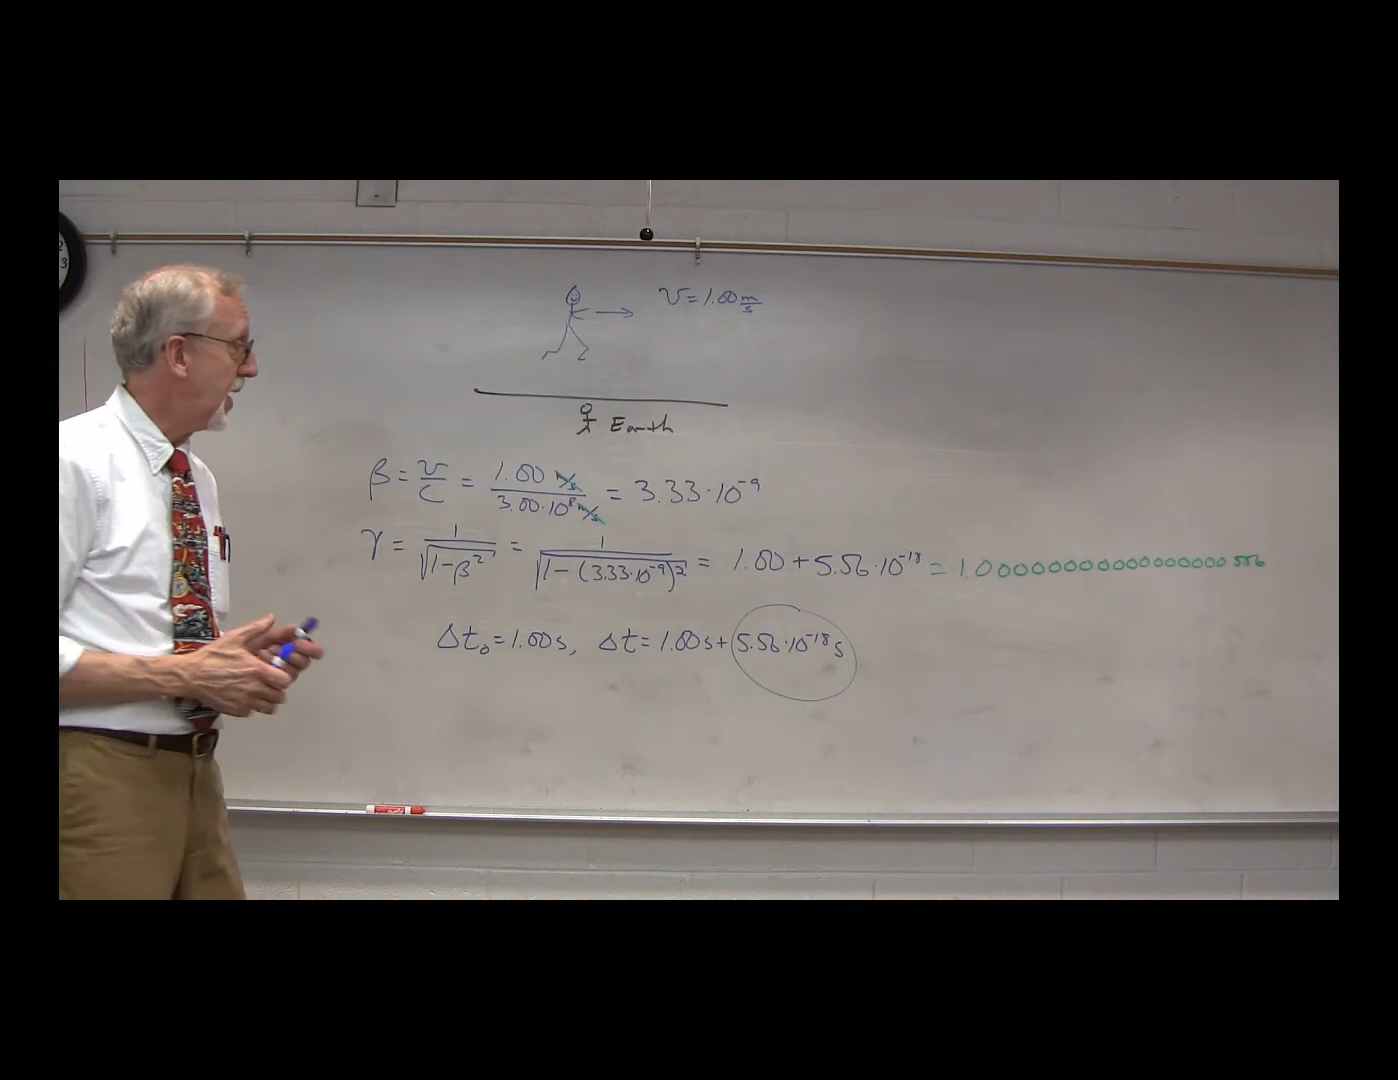 v = 1.00 m/s
Earth
β = v/c = 1.00 m/s / 3.00·10⁸ m/s = 3.33·10⁻⁹
γ = 1/√(1-β²) = 1/√(1-(3.33·10⁻⁹)²) = 1.00 + 5.56·10⁻¹⁸ = 1.00000000000000000556
Δt₀ = 1.00 s, Δt = 1.00 s + 5.56·10⁻¹⁸ s